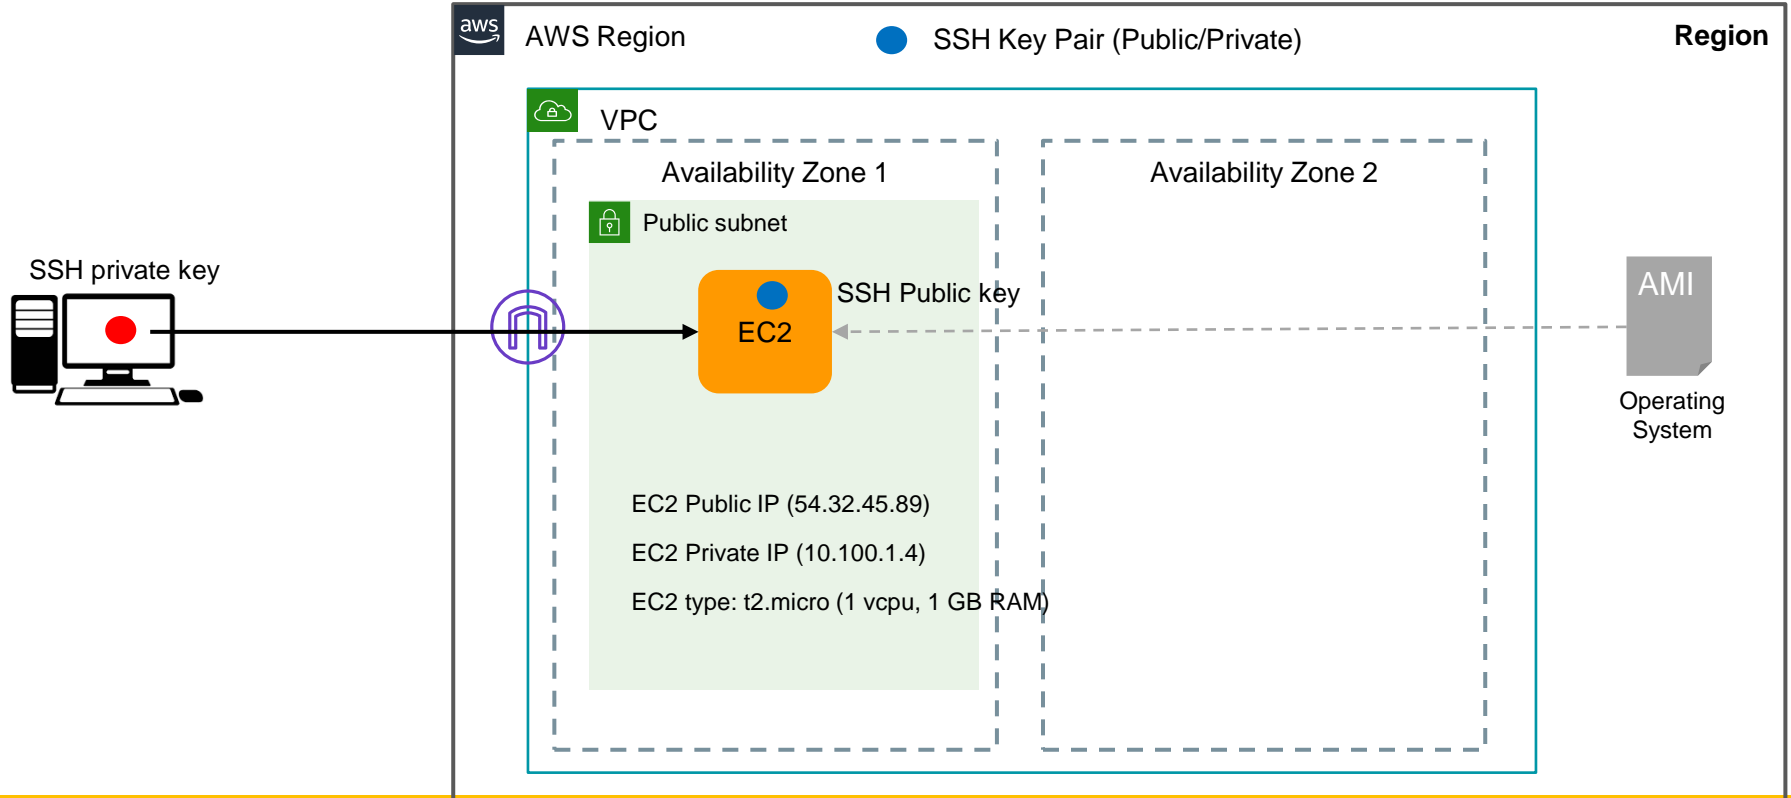 aws
AWS Region
SSH Key Pair (Public/Private)
Region
VPC
Availability Zone 1
Availability Zone 2
Public subnet
SSH private key
SSH Public key
EC2
AMI
Operating
System
EC2 Public IP (54.32.45.89)
EC2 Private IP (10.100.1.4)
EC2 type: t2.micro (1 vcpu, 1 GB RAM)